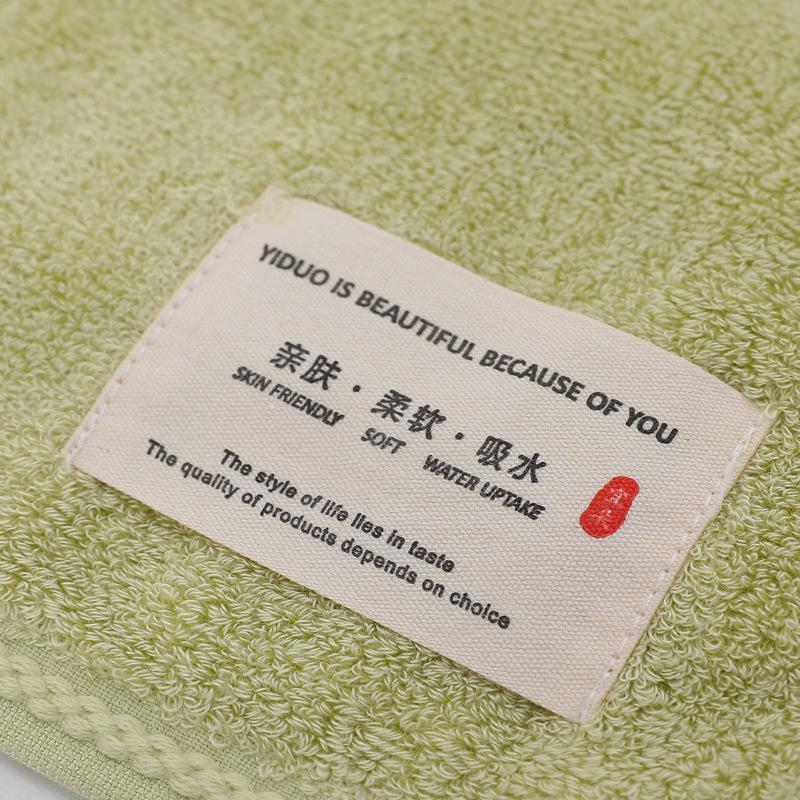 YIDUO IS BEAUTIFUL BECAUSE OF YOU
亲肤·柔软·吸水
SKIN FRIENDLY SOFT WATER UPTAKE
The style of life lies in taste
The quality of products depends on choice